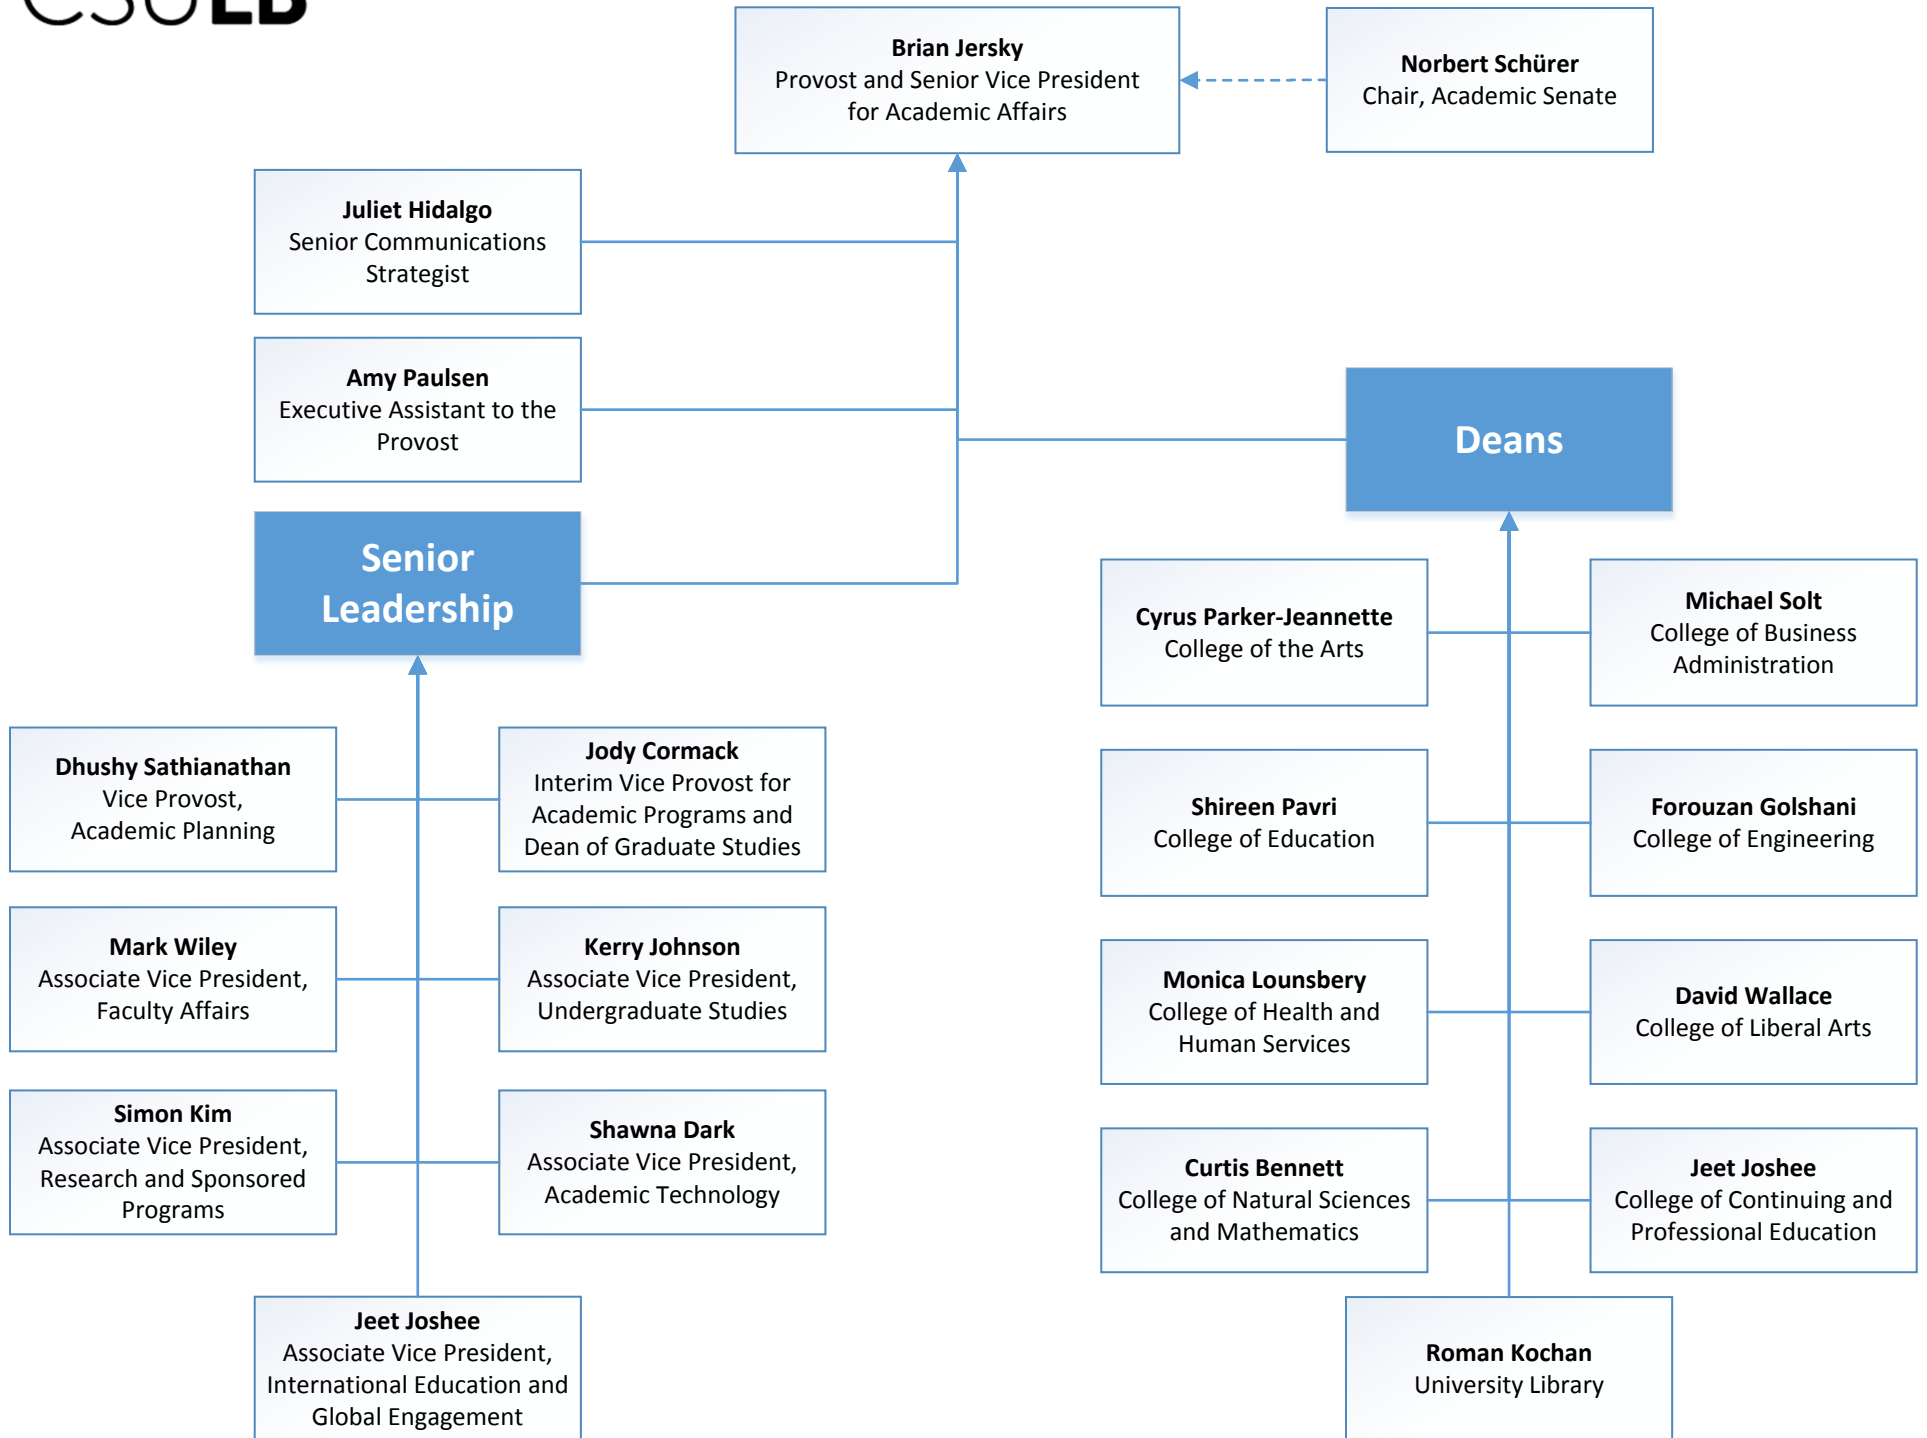 CSULB
Brian Jersky
Provost and Senior Vice President
for Academic Affairs
Norbert Schürer
Chair, Academic Senate
Juliet Hidalgo
Senior Communications
Strategist
Amy Paulsen
Executive Assistant to the
Provost
Deans
Senior
Leadership
Cyrus Parker-Jeannette
College of the Arts
Michael Solt
College of Business
Administration
Dhushy Sathianathan
Vice Provost,
Academic Planning
Jody Cormack
Interim Vice Provost for
Academic Programs and
Dean of Graduate Studies
Shireen Pavri
College of Education
Forouzan Golshani
College of Engineering
Mark Wiley
Associate Vice President,
Faculty Affairs
Kerry Johnson
Associate Vice President,
Undergraduate Studies
Monica Lounsbery
College of Health and
Human Services
David Wallace
College of Liberal Arts
Simon Kim
Associate Vice President,
Research and Sponsored
Programs
Shawna Dark
Associate Vice President,
Academic Technology
Curtis Bennett
College of Natural Sciences
and Mathematics
Jeet Joshee
College of Continuing and
Professional Education
Jeet Joshee
Associate Vice President,
International Education and
Global Engagement
Roman Kochan
University Library